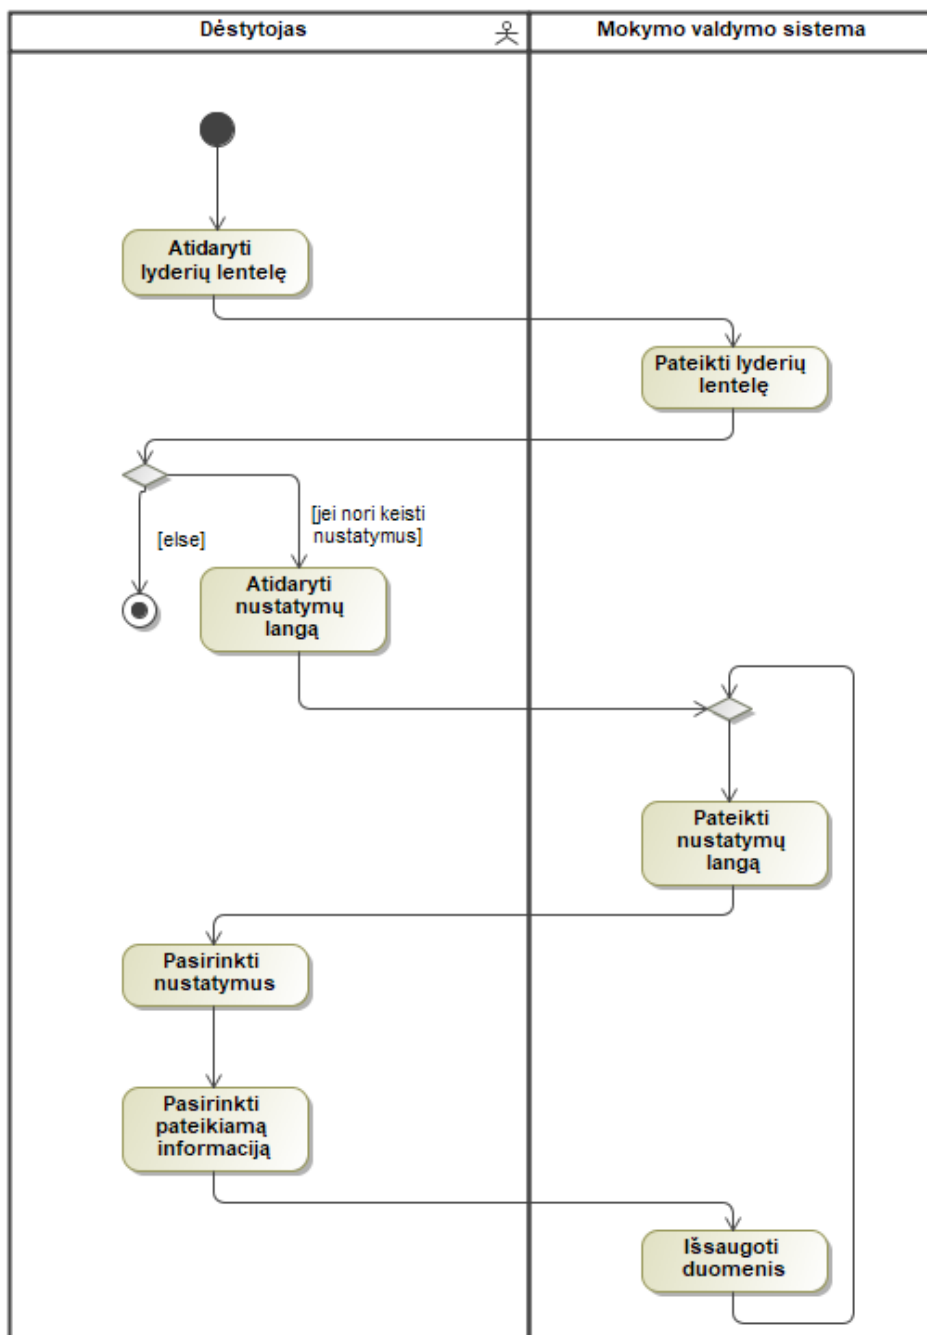 Dėstytojas
Mokymo valdymo sistema
Atidaryti
lyderių lentelę
Pateikti lyderių
lentelę
[else]
[jei nori keisti
nustatymus]
Atidaryti
nustatymų
langą
Pateikti
nustatymų
langą
Pasirinkti
nustatymus
Pasirinkti
pateikiamą
informaciją
Išsaugoti
duomenis